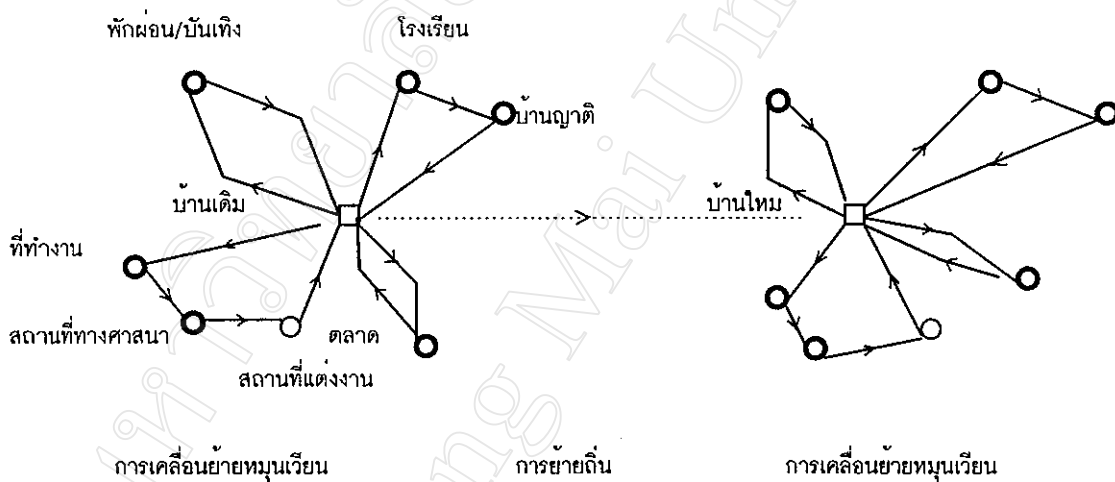 พักผ่อน/บันเทิง
โรงเรียน
บ้านญาติ
บ้านเดิม
บ้านใหม่
ที่ทำงาน
สถานที่ทางศาสนา
ตลาด
สถานที่แต่งงาน
การเคลื่อนย้ายหมุนเวียน
การย้ายถิ่น
การเคลื่อนย้ายหมุนเวียน